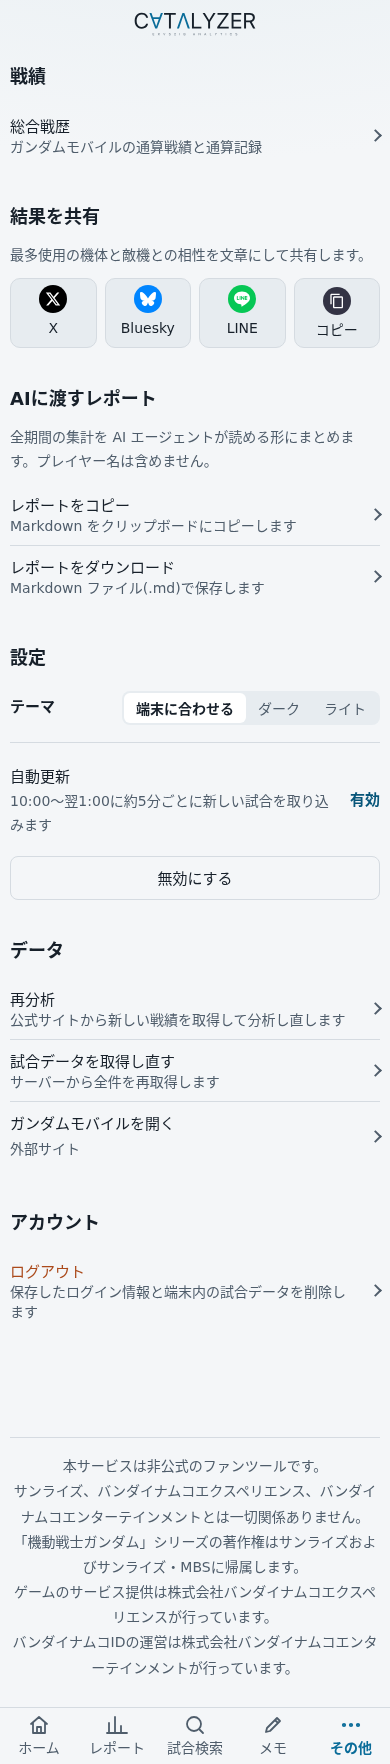 CATALYZER
戦績
総合戦歴
ガンダムモバイルの通算戦績と通算記録
結果を共有
最多使用の機体と敵機との相性を文章にして共有します。
X
Bluesky
LINE
コピー
AIに渡すレポート
全期間の集計を AI エージェントが読める形にまとめま
す。プレイヤー名は含めません。
レポートをコピー
Markdown をクリップボードにコピーします
レポートをダウンロード
Markdown ファイル(.md)で保存します
設定
テーマ
端末に合わせる
ダーク
ライト
自動更新
10:00〜翌1:00に約5分ごとに新しい試合を取り込
みます
有効
無効にする
データ
再分析
公式サイトから新しい戦績を取得して分析し直します
試合データを取得し直す
サーバーから全件を再取得します
ガンダムモバイルを開く
外部サイト
アカウント
ログアウト
保存したログイン情報と端末内の試合データを削除し
ます
本サービスは非公式のファンツールです。
サンライズ、バンダイナムコエクスペリエンス、バンダイ
ナムコエンターテインメントとは一切関係ありません。
「機動戦士ガンダム」シリーズの著作権はサンライズおよ
びサンライズ・MBSに帰属します。
ゲームのサービス提供は株式会社バンダイナムコエクスペ
リエンスが行っています。
バンダイナムコIDの運営は株式会社バンダイナムコエンタ
ーテインメントが行っています。
ホーム
レポート
試合検索
メモ
その他